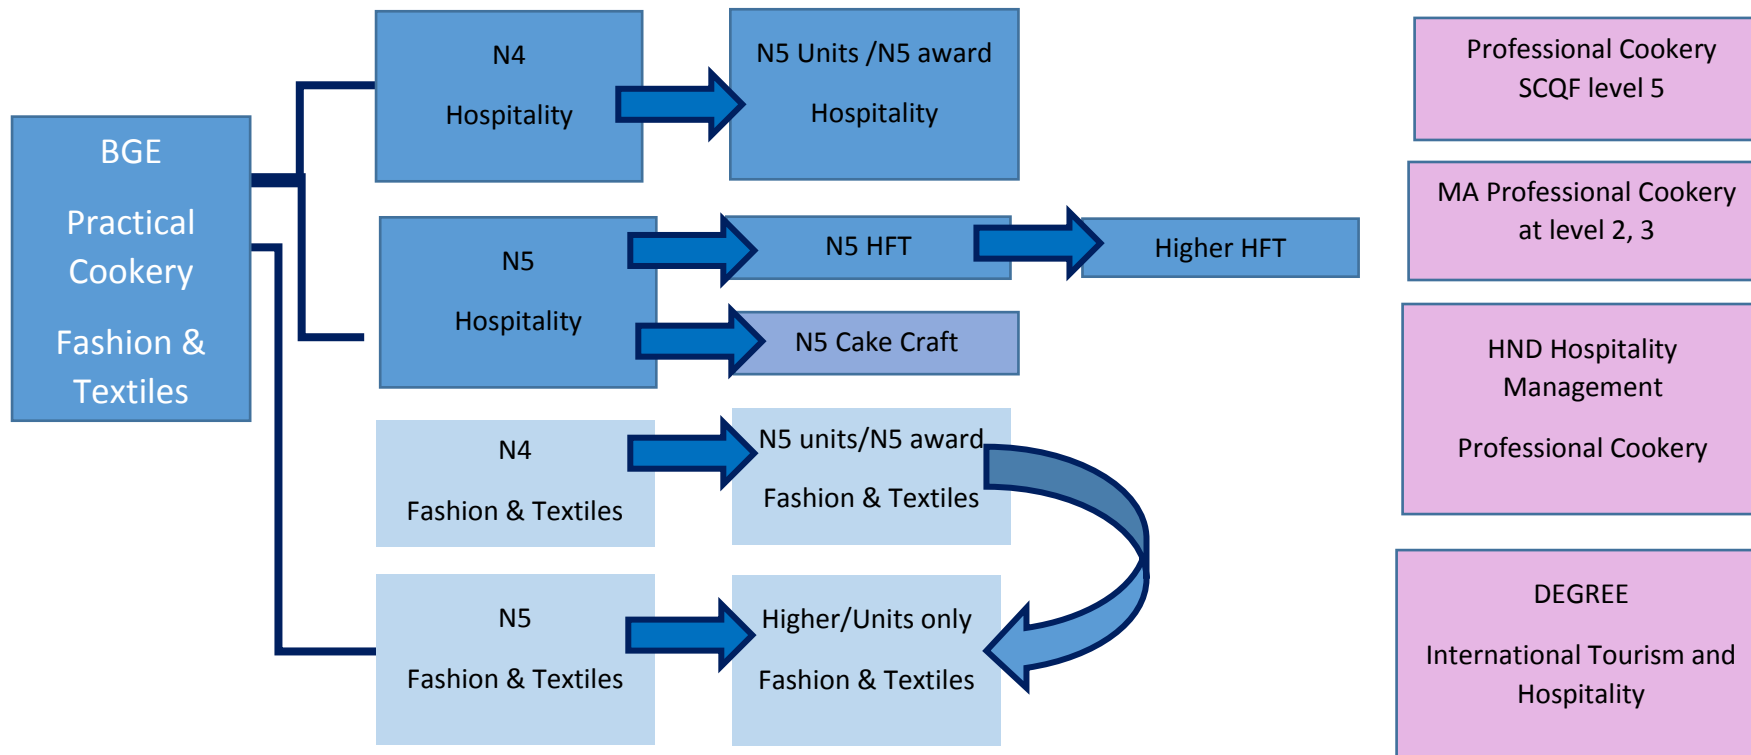 BGE
Practical
Cookery
Fashion &
Textiles
N4
Hospitality
N5 Units /N5 award
Hospitality
N5
Hospitality
N5 HFT
Higher HFT
N5 Cake Craft
N4
Fashion & Textiles
N5 units/N5 award
Fashion & Textiles
N5
Fashion & Textiles
Higher/Units only
Fashion & Textiles
Professional Cookery
SCQF level 5
MA Professional Cookery
at level 2, 3
HND Hospitality
Management
Professional Cookery
DEGREE
International Tourism and
Hospitality